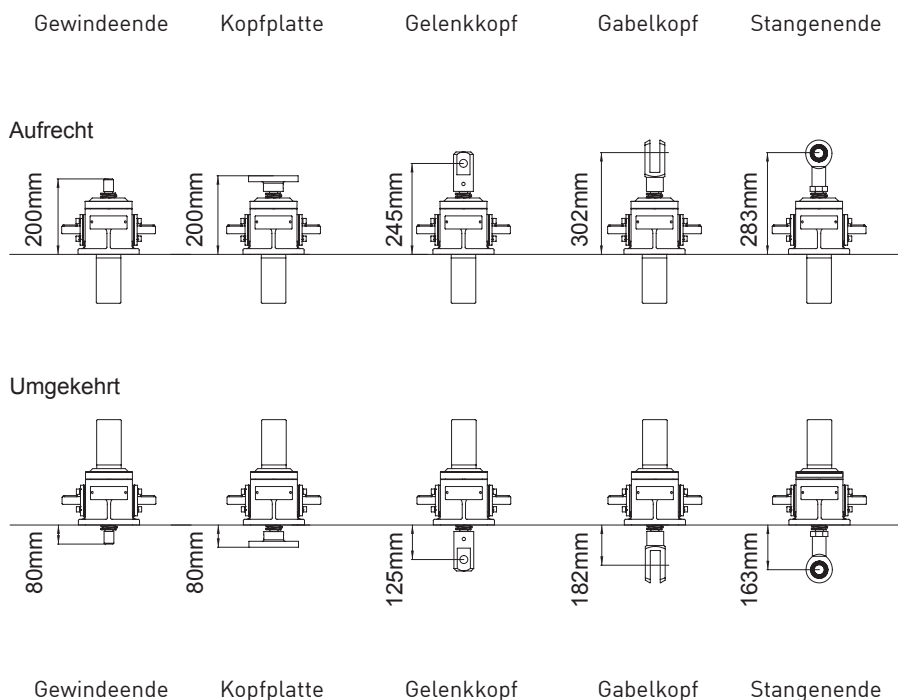 Gewindeende Kopfplatte Gelenkkopf Gabelkopf Stangenende
Aufrecht
200mm 200mm 245mm 302mm 283mm
Umgekehrt
80mm 80mm 125mm 182mm 163mm
Gewindeende Kopfplatte Gelenkkopf Gabelkopf Stangenende